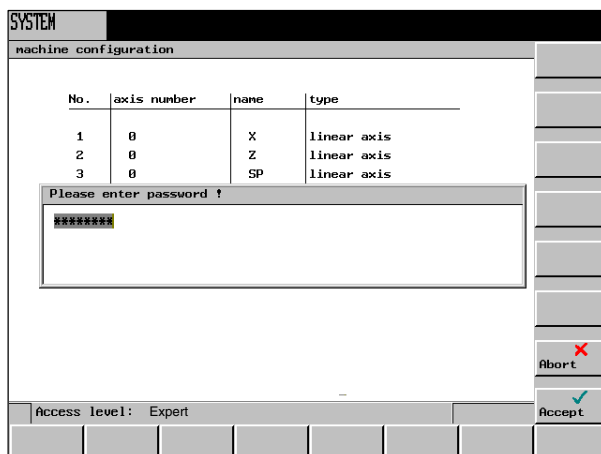 SYSTEM
machine configuration
No. axis number name type
1 0 X linear axis
2 0 Z linear axis
3 0 SP linear axis
Please enter password !
********
Abort
Access level: Expert
Accept